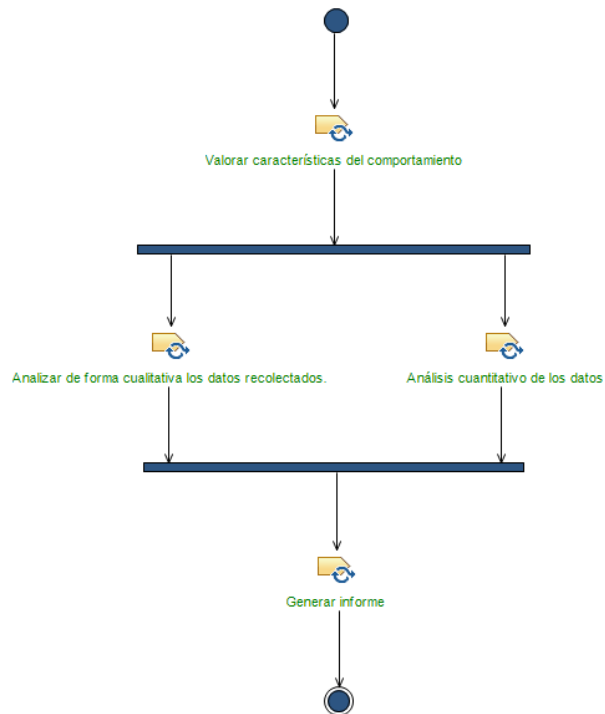 Valorar características del comportamiento
Analizar de forma cualitativa los datos recolectados.
Análisis cuantitativo de los datos
Generar informe